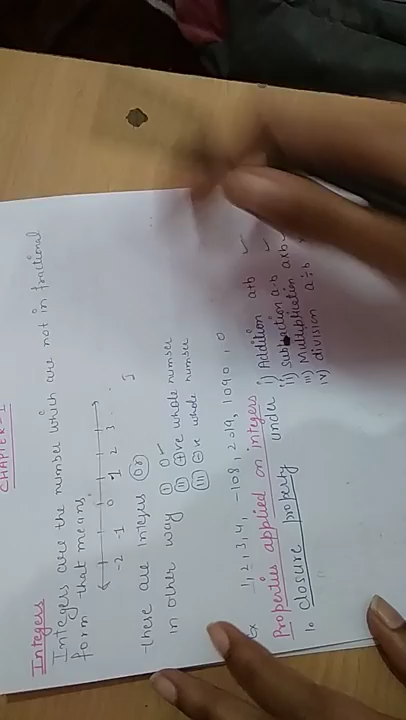 CHAPTER-1
Integers
Integers are the number which are not in fractional
form that means,
-2 -1 0 1 2 3 . .
these are integers OR I
in other way (i) 0
(ii) +ve whole number
(iii) -ve whole number
Ex 1, 2, 3, 4, -108, 2019, 1090, 0
Properties applied on integers
1. closure property under i) Addition a+b ✓
ii) subtraction a-b ✓
iii) Multiplication axb ✓
iv) division a÷b x